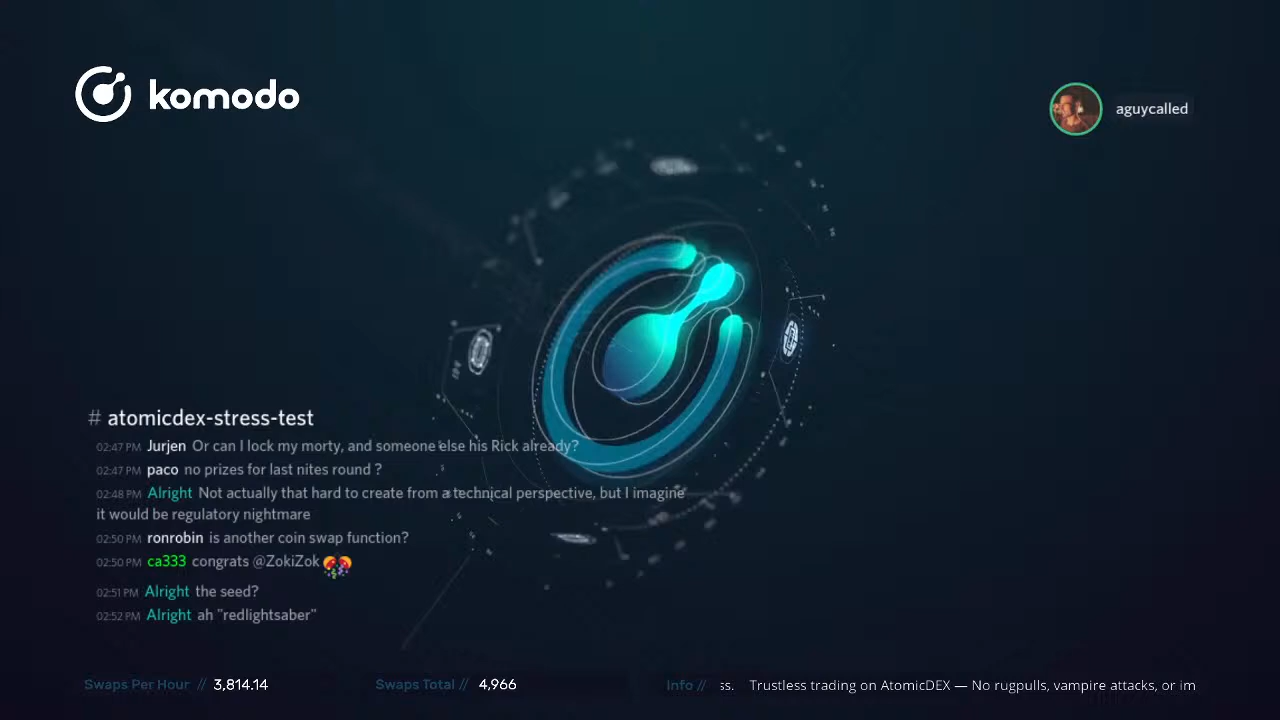 komodo
aguycalled
# atomicdex-stress-test
02:47 PM Jurjen Or can I lock my morty, and someone else his Rick already?
02:47 PM paco no prizes for last nites round ?
02:48 PM Alright Not actually that hard to create from a technical perspective, but I imagine
it would be regulatory nightmare
02:50 PM ronrobin is another coin swap function?
02:50 PM ca333 congrats @ZokiZok
02:51 PM Alright the seed?
02:52 PM Alright ah "redlightsaber"
Swaps Per Hour // 3,814.14 Swaps Total // 4,966 Info // ss. Trustless trading on AtomicDEX — No rugpulls, vampire attacks, or im